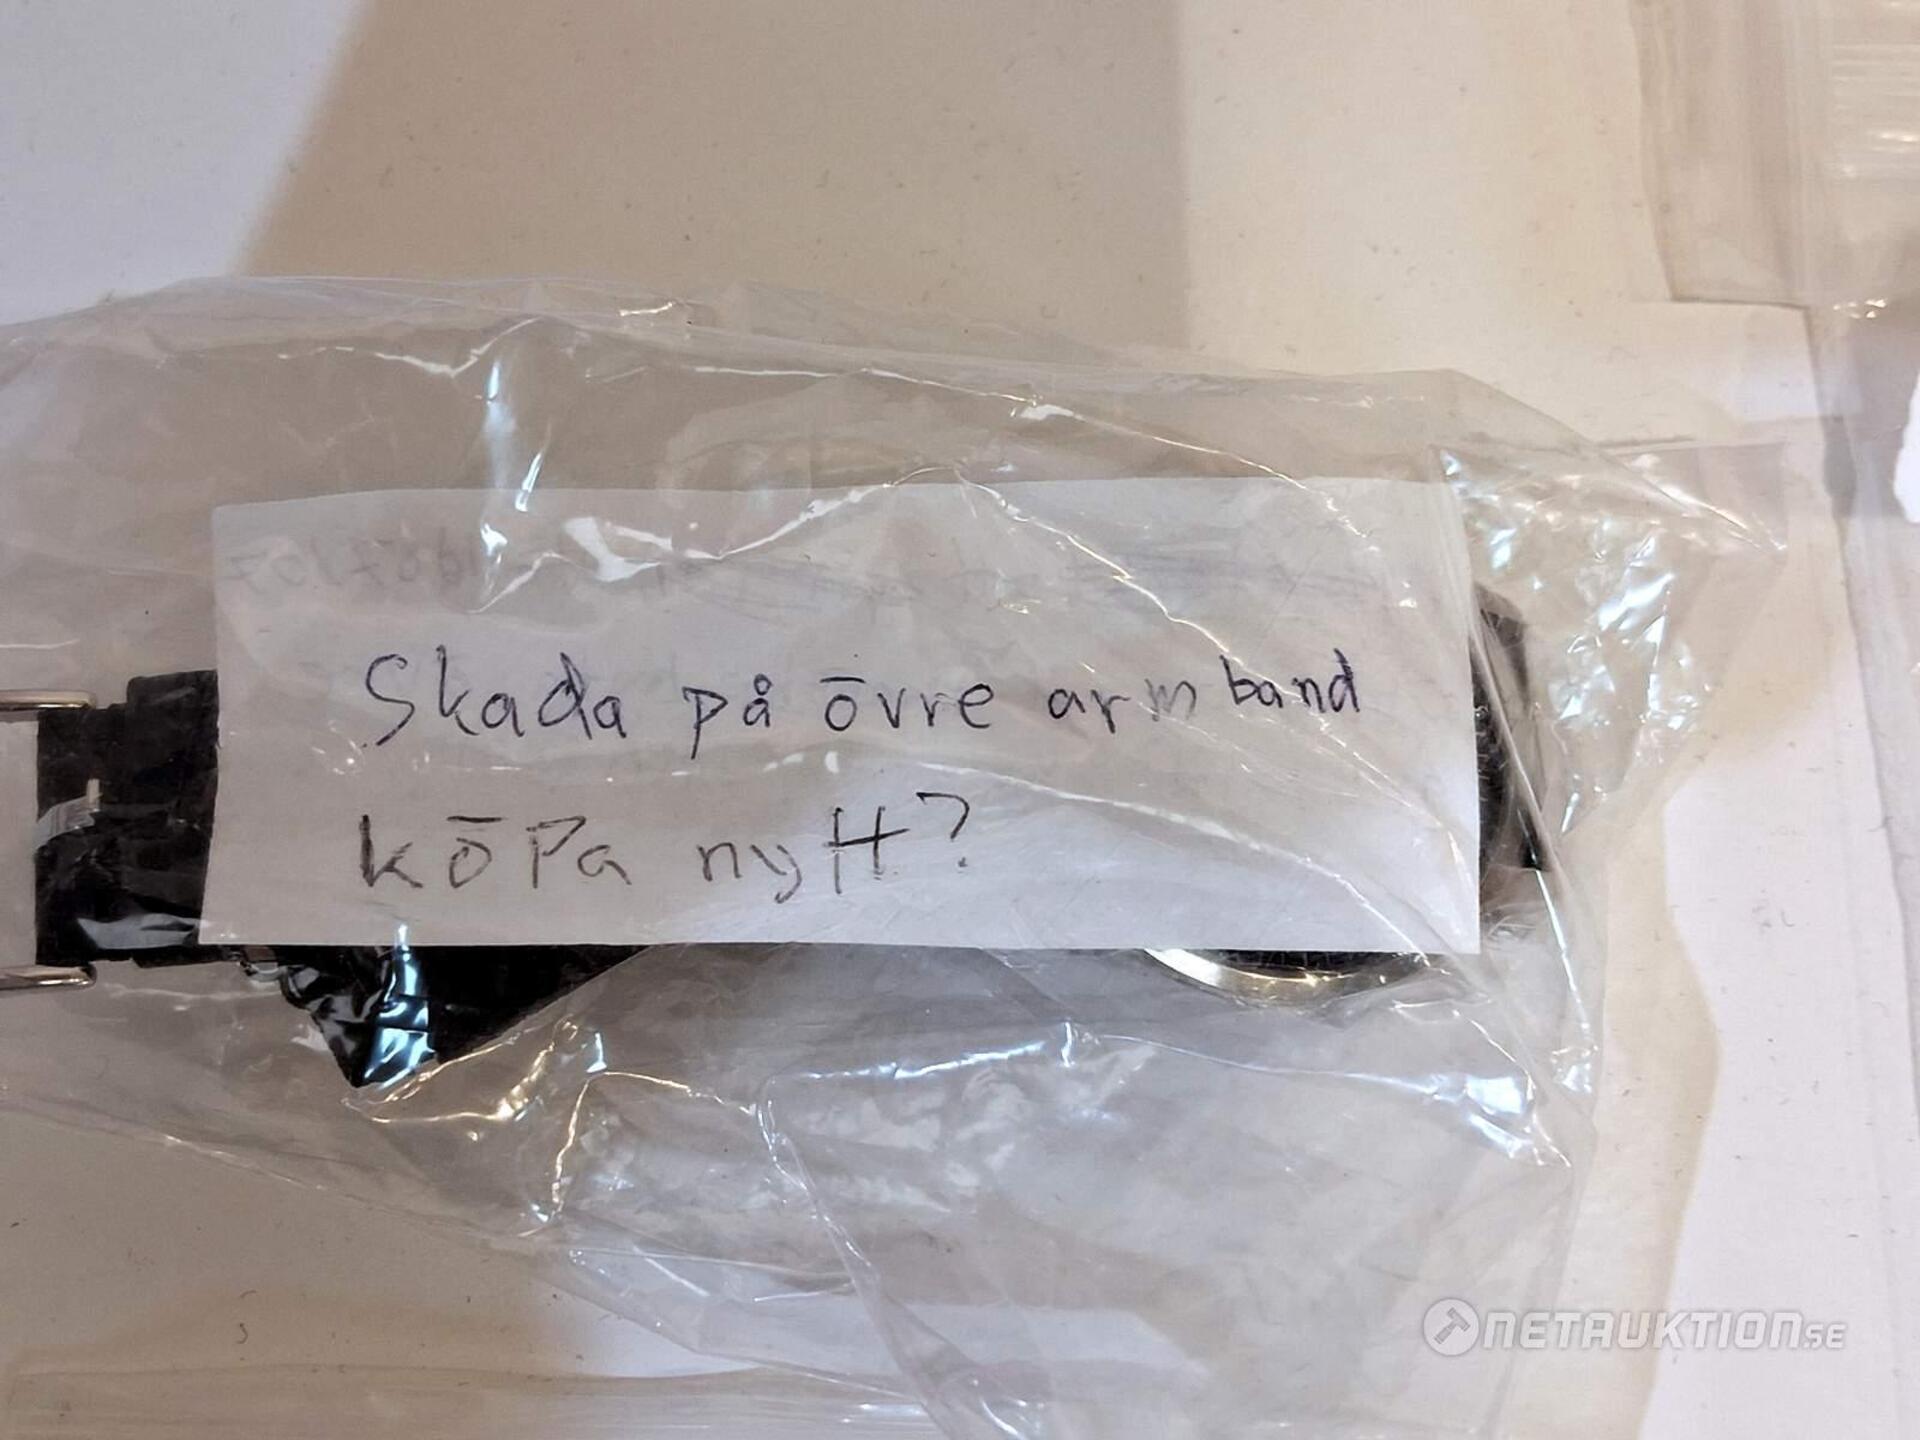 Skada på övre armband
köpa nytt?
NETAUKTION.SE